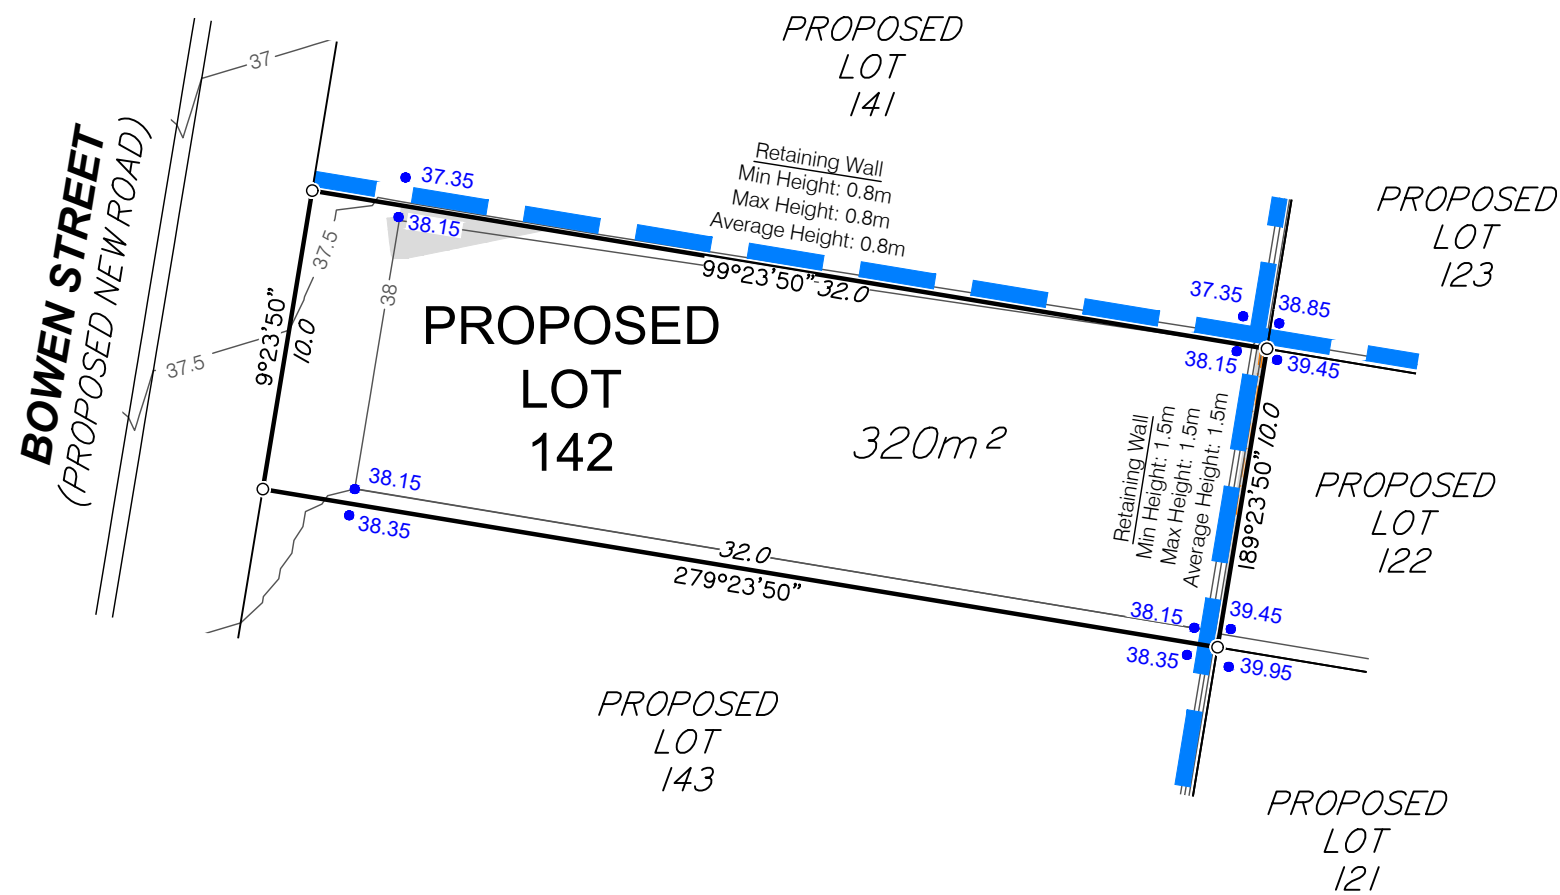 PROPOSED
LOT
141
37
BOWEN STREET
(PROPOSED NEW ROAD)
Retaining Wall
Min Height: 0.8m
Max Height: 0.8m
Average Height: 0.8m
37.35
38.15
37.5
38
37.5
9°23'50"
10.0
99°23'50"
32.0
PROPOSED
LOT
123
37.35
38.85
38.15
39.45
PROPOSED
LOT
142
320m²
Retaining Wall
Min Height: 1.5m
Max Height: 1.5m
Average Height: 1.5m
189°23'50"
10.0
PROPOSED
LOT
122
38.15
38.35
32.0
279°23'50"
38.15
39.45
38.35
39.95
PROPOSED
LOT
143
PROPOSED
LOT
121